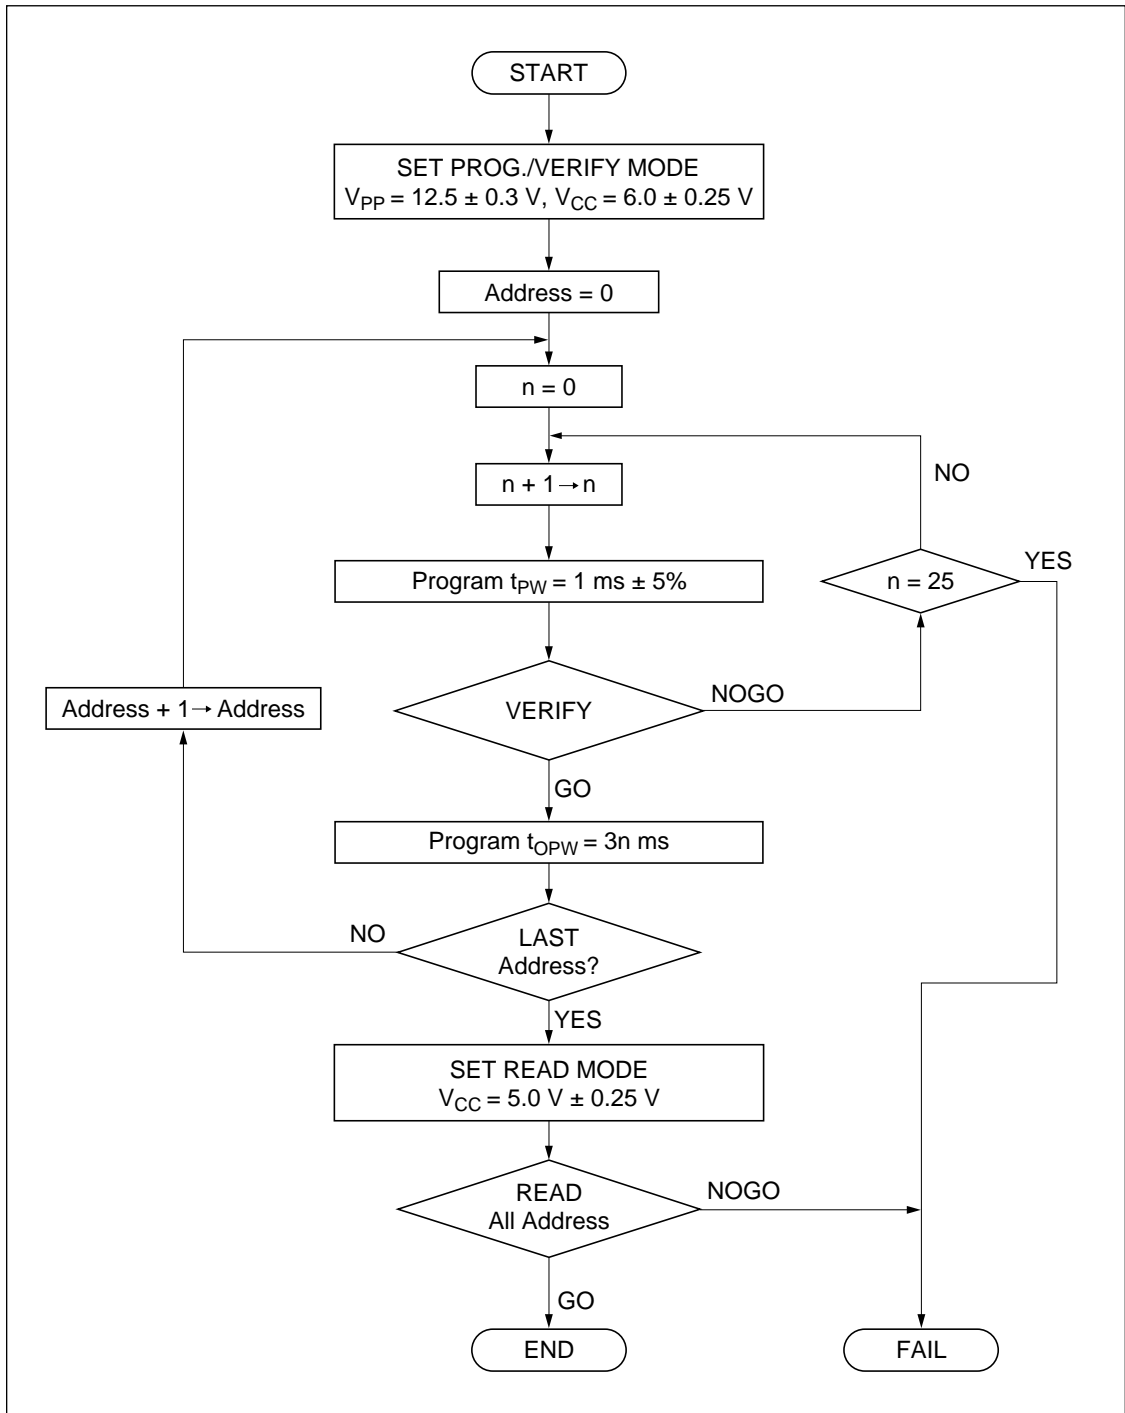 START
SET PROG./VERIFY MODE
VPP = 12.5 ± 0.3 V, VCC = 6.0 ± 0.25 V
Address = 0
n = 0
n + 1 → n
NO
Program tPW = 1 ms ± 5%
n = 25
YES
Address + 1 → Address
VERIFY
NOGO
GO
Program tOPW = 3n ms
NO
LAST
Address?
YES
SET READ MODE
VCC = 5.0 V ± 0.25 V
READ
All Address
NOGO
GO
END
FAIL